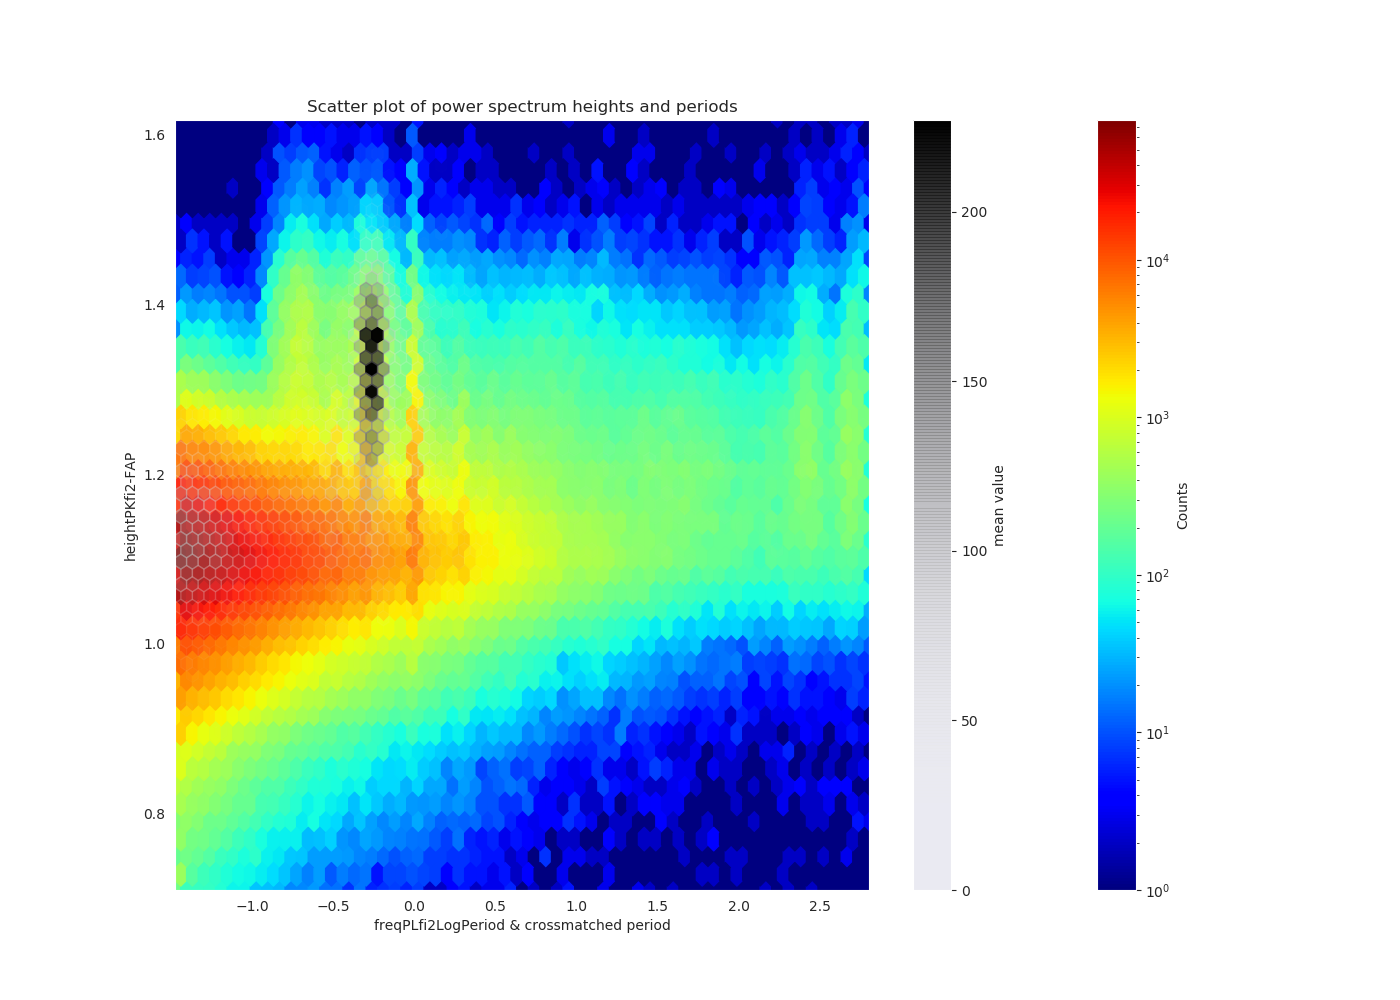 Scatter plot of power spectrum heights and periods
1.6
1.4
1.2
1.0
0.8
heightPKfi2-FAP
−1.0 −0.5 0.0 0.5 1.0 1.5 2.0 2.5
freqPLfi2LogPeriod & crossmatched period
200
150
100
50
0
mean value
10^4
10^3
10^2
10^1
10^0
Counts